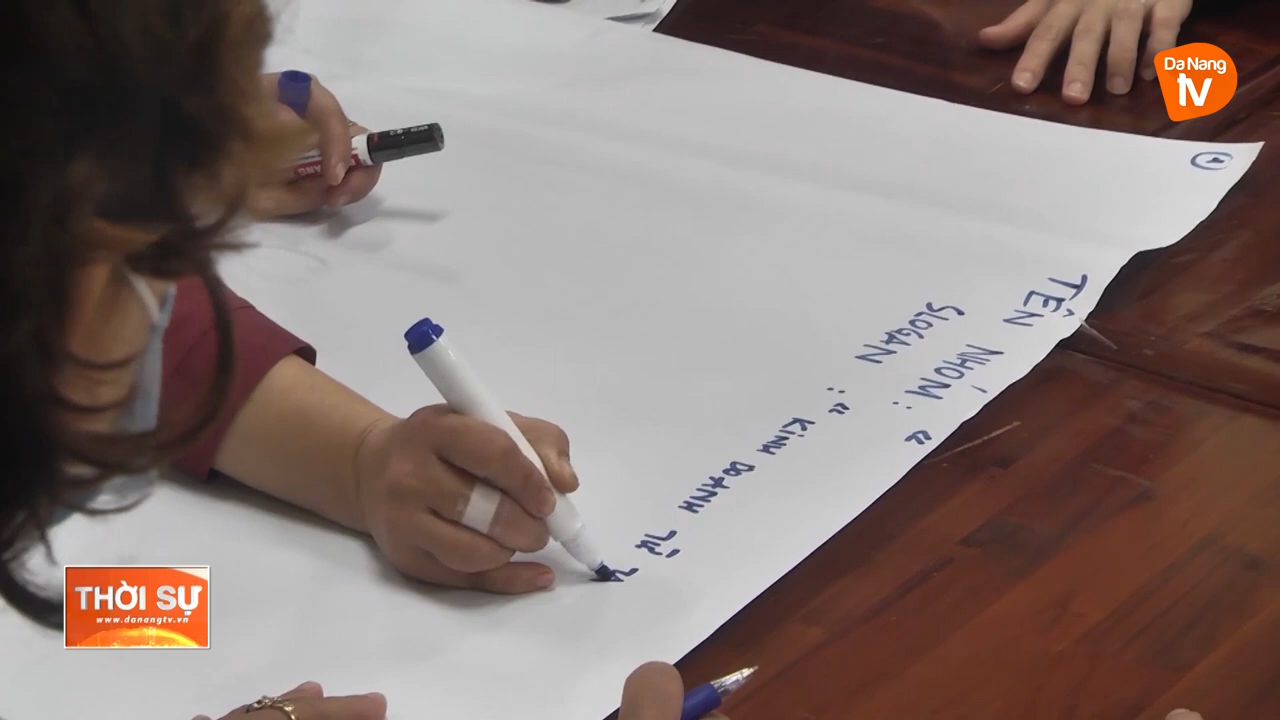 Da Nang
tv
TÊN NHÓM: "
SLOGAN : " KINH DOANH TỪ
THỜI SỰ
www.danangtv.vn